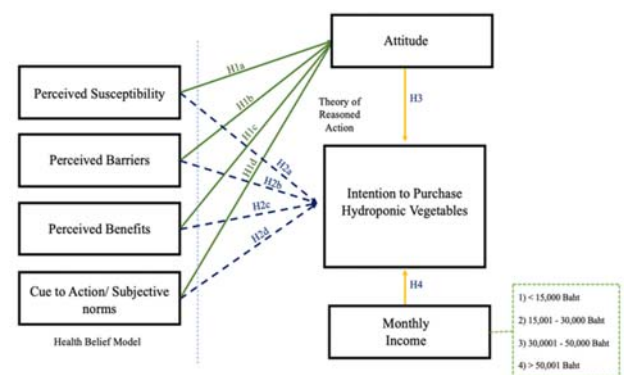 Attitude
H1a
Perceived Susceptibility
H1b
H3
Theory of
Reasoned
Action
H1c
H1d
H2a
Perceived Barriers
H2b
Intention to Purchase
Hydroponic Vegetables
H2c
Perceived Benefits
H2d
H4
Cue to Action/ Subjective
norms
Monthly
Income
Health Belief Model
1) < 15,000 Baht
2) 15,001 - 30,000 Baht
3) 30,0001 - 50,000 Baht
4) > 50,001 Baht